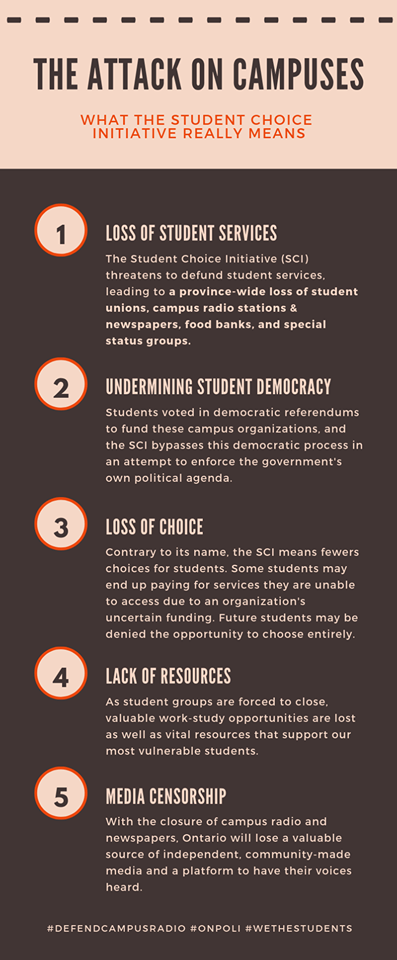 THE ATTACK ON CAMPUSES
WHAT THE STUDENT CHOICE
INITIATIVE REALLY MEANS
1
LOSS OF STUDENT SERVICES
The Student Choice Initiative (SCI)
threatens to defund student services,
leading to a province-wide loss of student
unions, campus radio stations &
newspapers, food banks, and special
status groups.
2
UNDERMINING STUDENT DEMOCRACY
Students voted in democratic referendums
to fund these campus organizations, and
the SCI bypasses this democratic process in
an attempt to enforce the government's
own political agenda.
3
LOSS OF CHOICE
Contrary to its name, the SCI means fewers
choices for students. Some students may
end up paying for services they are unable
to access due to an organization's
uncertain funding. Future students may be
denied the opportunity to choose entirely.
4
LACK OF RESOURCES
As student groups are forced to close,
valuable work-study opportunities are lost
as well as vital resources that support our
most vulnerable students.
5
MEDIA CENSORSHIP
With the closure of campus radio and
newspapers, Ontario will lose a valuable
source of independent, community-made
media and a platform to have their voices
heard.
#DEFENDCAMPUSRADIO #ONPOLI #WETHESTUDENTS